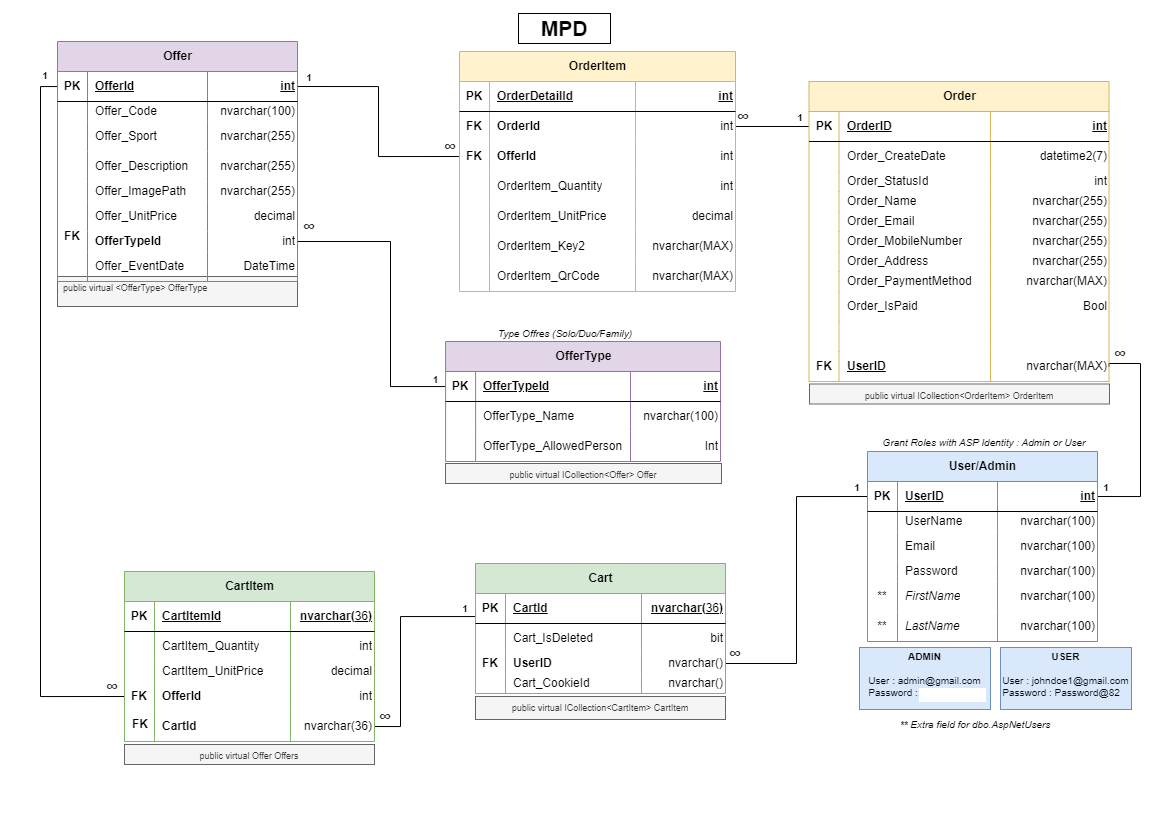 MPD
Offer
1
PK OfferId int
1
Offer_Code nvarchar(100)
Offer_Sport nvarchar(255)
Offer_Description nvarchar(255)
Offer_ImagePath nvarchar(255)
Offer_UnitPrice decimal
FK OfferTypeId int
∞
Offer_EventDate DateTime
public virtual <OfferType> OfferType
OrderItem
PK OrderDetailId int
FK OrderId int
∞
∞
FK OfferId int
OrderItem_Quantity int
OrderItem_UnitPrice decimal
OrderItem_Key2 nvarchar(MAX)
OrderItem_QrCode nvarchar(MAX)
Order
1
PK OrderID int
Order_CreateDate datetime2(7)
Order_StatusId int
Order_Name nvarchar(255)
Order_Email nvarchar(255)
Order_MobileNumber nvarchar(255)
Order_Address nvarchar(255)
Order_PaymentMethod nvarchar(MAX)
Order_IsPaid Bool
FK UserID nvarchar(MAX)
∞
public virtual ICollection<OrderItem> OrderItem
Type Offres (Solo/Duo/Family)
OfferType
1
PK OfferTypeId int
OfferType_Name nvarchar(100)
OfferType_AllowedPerson Int
public virtual ICollection<Offer> Offer
Grant Roles with ASP Identity : Admin or User
User/Admin
1
PK UserID int
1
UserName nvarchar(100)
Email nvarchar(100)
Password nvarchar(100)
** FirstName nvarchar(100)
** LastName nvarchar(100)
ADMIN
User : admin@gmail.com
Password :
USER
User : johndoe1@gmail.com
Password : Password@82
** Extra field for dbo.AspNetUsers
CartItem
PK CartItemId nvarchar(36)
CartItem_Quantity int
CartItem_UnitPrice decimal
∞
FK OfferId int
FK CartId nvarchar(36)
∞
public virtual Offer Offers
Cart
1
PK CartId nvarchar(36)
Cart_IsDeleted bit
FK UserID nvarchar()
∞
Cart_CookieId nvarchar()
public virtual ICollection<CartItem> CartItem